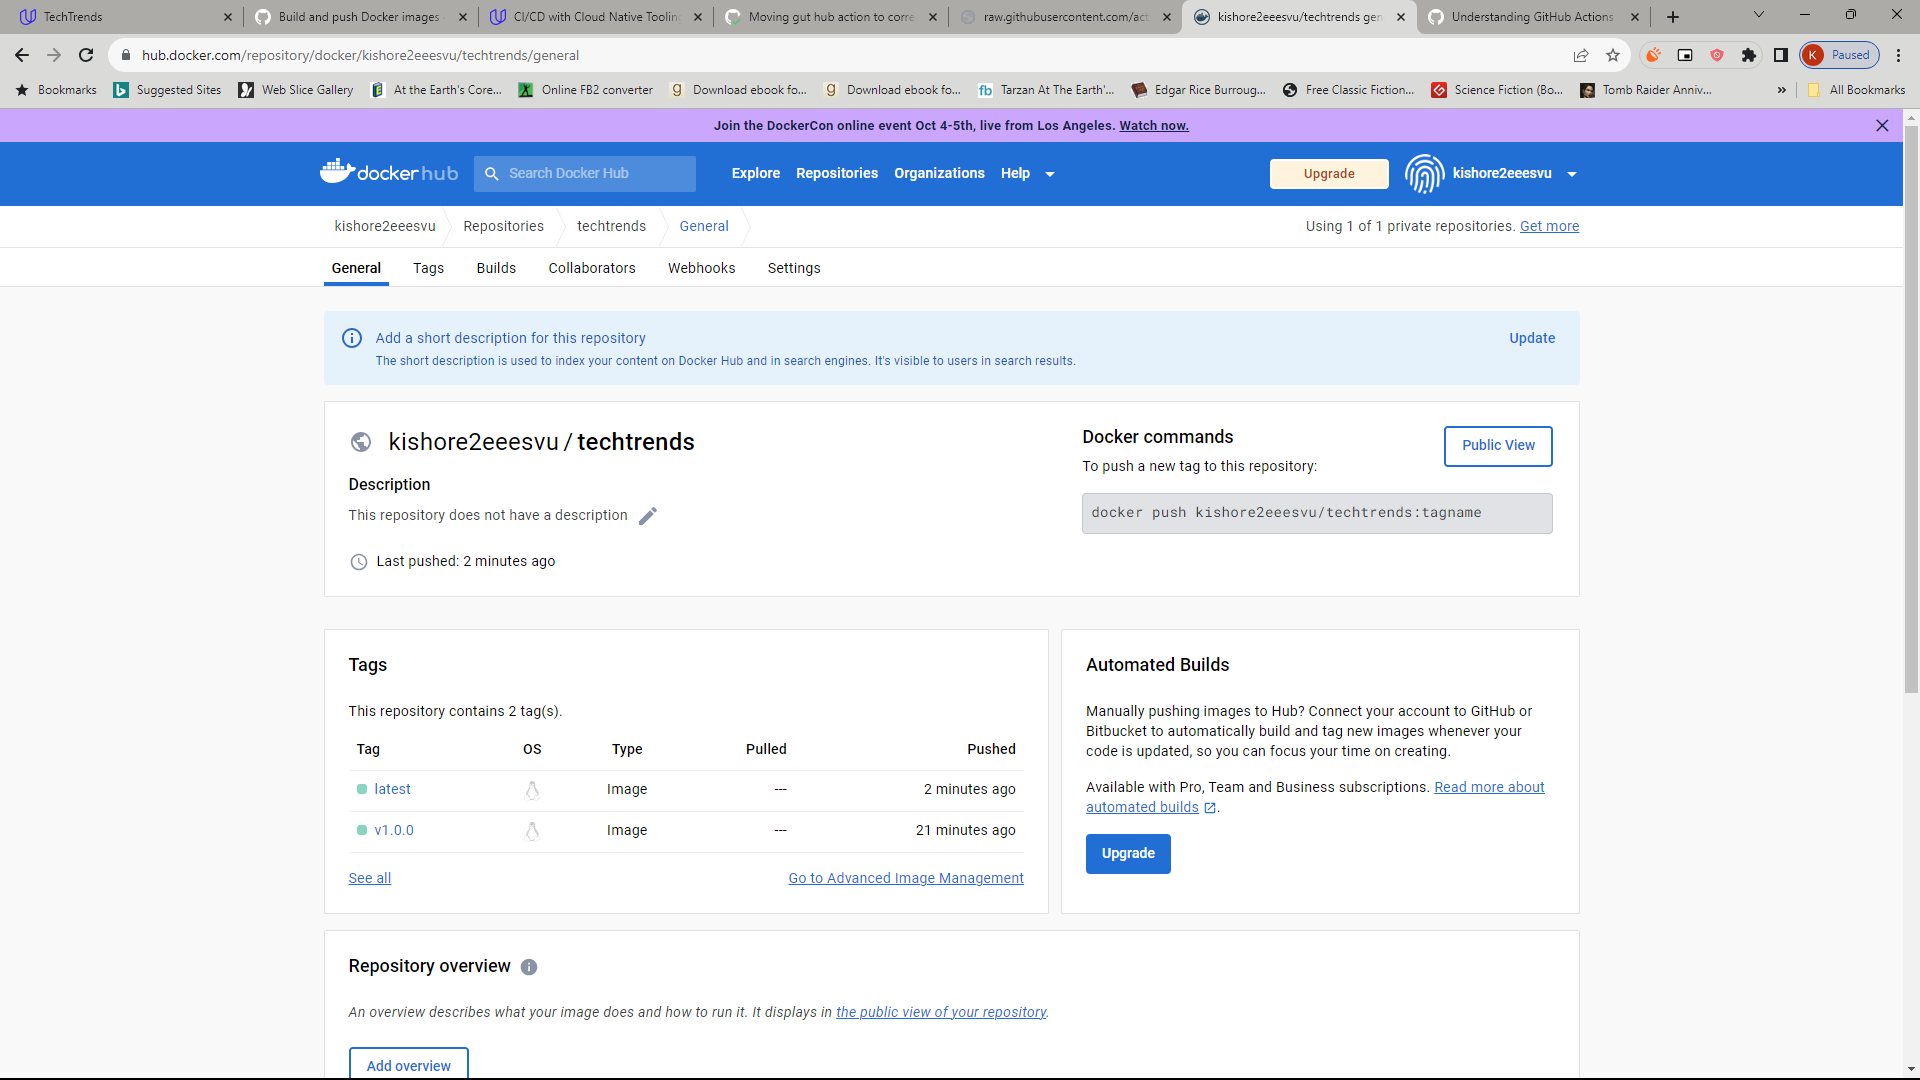 TechTrends
Build and push Docker images
CI/CD with Cloud Native Tooling
Moving gut hub action to corre
raw.githubusercontent.com/act
kishore2eeesvu/techtrends gen
Understanding GitHub Actions
hub.docker.com/repository/docker/kishore2eeesvu/techtrends/general
K Paused
Bookmarks
Suggested Sites
Web Slice Gallery
At the Earth's Core...
Online FB2 converter
Download ebook fo...
Download ebook fo...
Tarzan At The Earth'...
Edgar Rice Burroug...
Free Classic Fiction...
Science Fiction (Bo...
Tomb Raider Anniv...
»
All Bookmarks
Join the DockerCon online event Oct 4-5th, live from Los Angeles. Watch now.
docker hub
Search Docker Hub
Explore
Repositories
Organizations
Help
Upgrade
kishore2eeesvu
kishore2eeesvu
Repositories
techtrends
General
Using 1 of 1 private repositories. Get more
General
Tags
Builds
Collaborators
Webhooks
Settings
Add a short description for this repository
Update
The short description is used to index your content on Docker Hub and in search engines. It's visible to users in search results.
kishore2eeesvu / techtrends
Description
This repository does not have a description
Last pushed: 2 minutes ago
Docker commands
Public View
To push a new tag to this repository:
docker push kishore2eeesvu/techtrends:tagname
Tags
This repository contains 2 tag(s).
Tag OS Type Pulled Pushed
latest Image --- 2 minutes ago
v1.0.0 Image --- 21 minutes ago
See all
Go to Advanced Image Management
Automated Builds
Manually pushing images to Hub? Connect your account to GitHub or
Bitbucket to automatically build and tag new images whenever your
code is updated, so you can focus your time on creating.
Available with Pro, Team and Business subscriptions. Read more about
automated builds .
Upgrade
Repository overview
An overview describes what your image does and how to run it. It displays in the public view of your repository.
Add overview